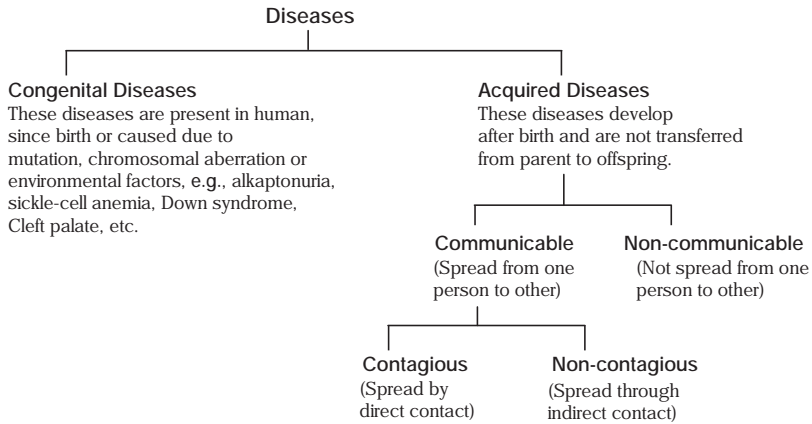 Diseases
Congenital Diseases
These diseases are present in human,
since birth or caused due to
mutation, chromosomal aberration or
environmental factors, e.g., alkaptonuria,
sickle-cell anemia, Down syndrome,
Cleft palate, etc.
Acquired Diseases
These diseases develop
after birth and are not transferred
from parent to offspring.
Communicable
(Spread from one
person to other)
Non-communicable
(Not spread from one
person to other)
Contagious
(Spread by
direct contact)
Non-contagious
(Spread through
indirect contact)